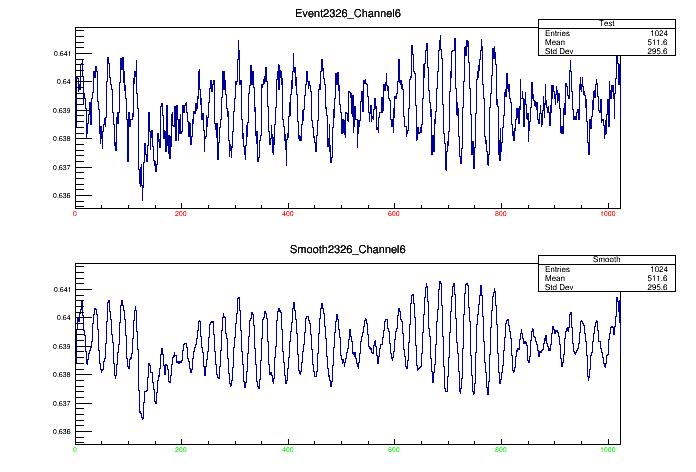 Event2326_Channel6
Test
Entries 1024
Mean 511.6
Std Dev 295.6
0.641
0.64
0.639
0.638
0.637
0.636
0 200 400 600 800 1000
Smooth2326_Channel6
Smooth
Entries 1024
Mean 511.6
Std Dev 295.6
0.641
0.64
0.639
0.638
0.637
0.636
0 200 400 600 800 1000